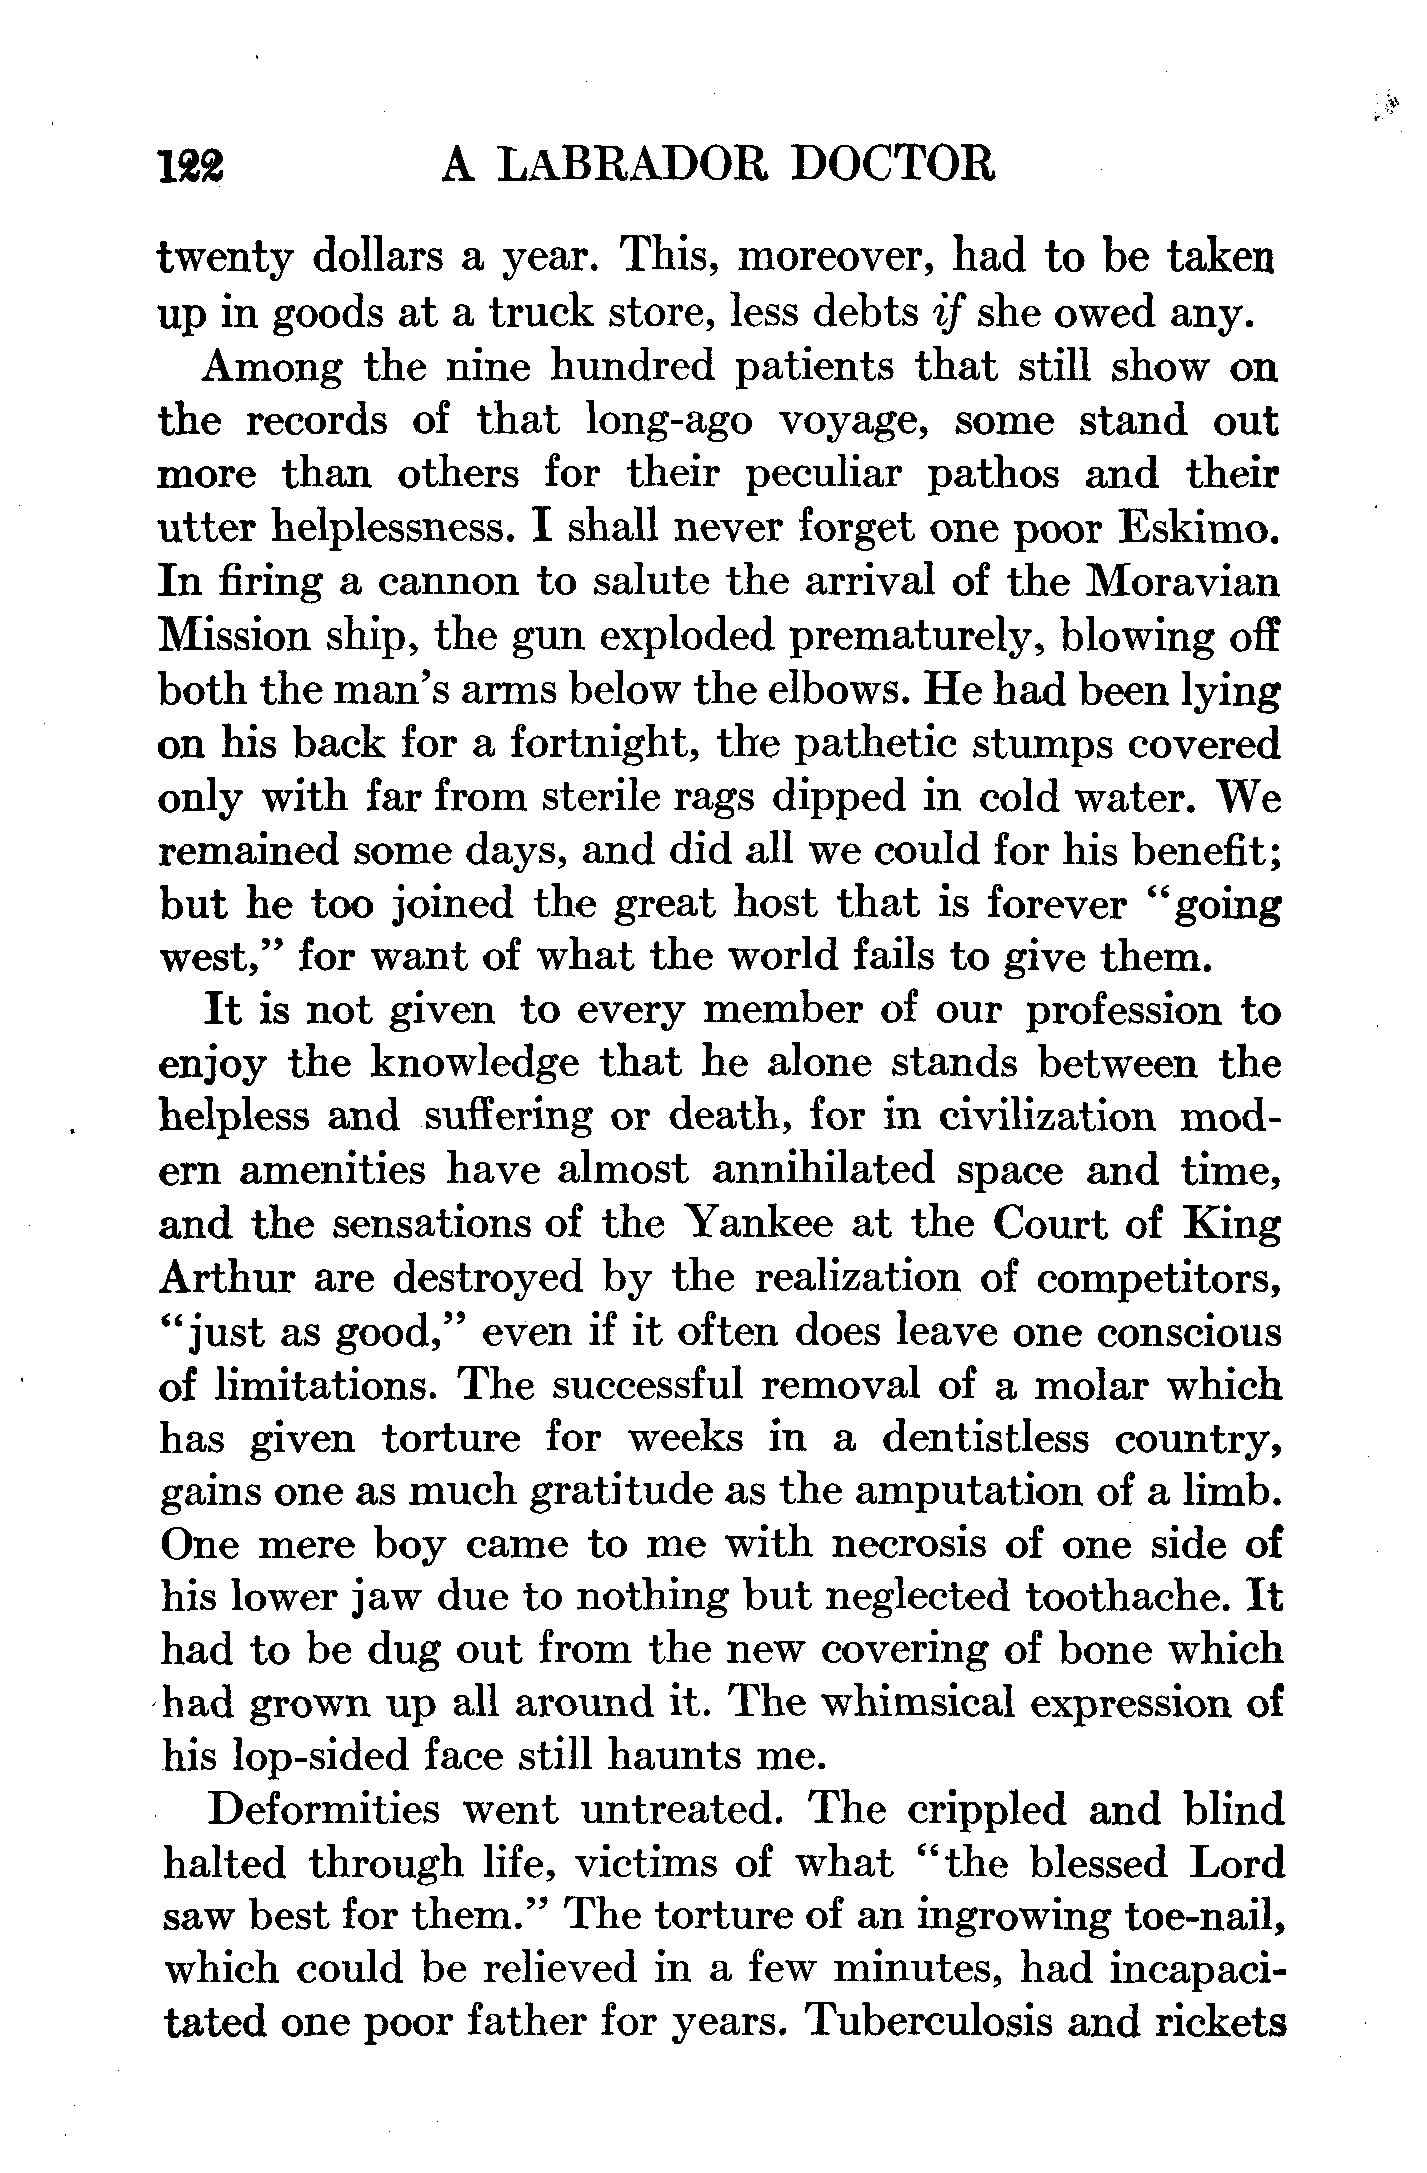 122 A LABRADOR DOCTOR
twenty dollars a year. This, moreover, had to be taken
up in goods at a truck store, less debts if she owed any.
Among the nine hundred patients that still show on
the records of that long-ago voyage, some stand out
more than others for their peculiar pathos and their
utter helplessness. I shall never forget one poor Eskimo.
In firing a cannon to salute the arrival of the Moravian
Mission ship, the gun exploded prematurely, blowing off
both the man's arms below the elbows. He had been lying
on his back for a fortnight, the pathetic stumps covered
only with far from sterile rags dipped in cold water. We
remained some days, and did all we could for his benefit;
but he too joined the great host that is forever "going
west," for want of what the world fails to give them.
It is not given to every member of our profession to
enjoy the knowledge that he alone stands between the
helpless and suffering or death, for in civilization mod-
ern amenities have almost annihilated space and time,
and the sensations of the Yankee at the Court of King
Arthur are destroyed by the realization of competitors,
"just as good," even if it often does leave one conscious
of limitations. The successful removal of a molar which
has given torture for weeks in a dentistless country,
gains one as much gratitude as the amputation of a limb.
One mere boy came to me with necrosis of one side of
his lower jaw due to nothing but neglected toothache. It
had to be dug out from the new covering of bone which
had grown up all around it. The whimsical expression of
his lop-sided face still haunts me.
Deformities went untreated. The crippled and blind
halted through life, victims of what "the blessed Lord
saw best for them." The torture of an ingrowing toe-nail,
which could be relieved in a few minutes, had incapaci-
tated one poor father for years. Tuberculosis and rickets